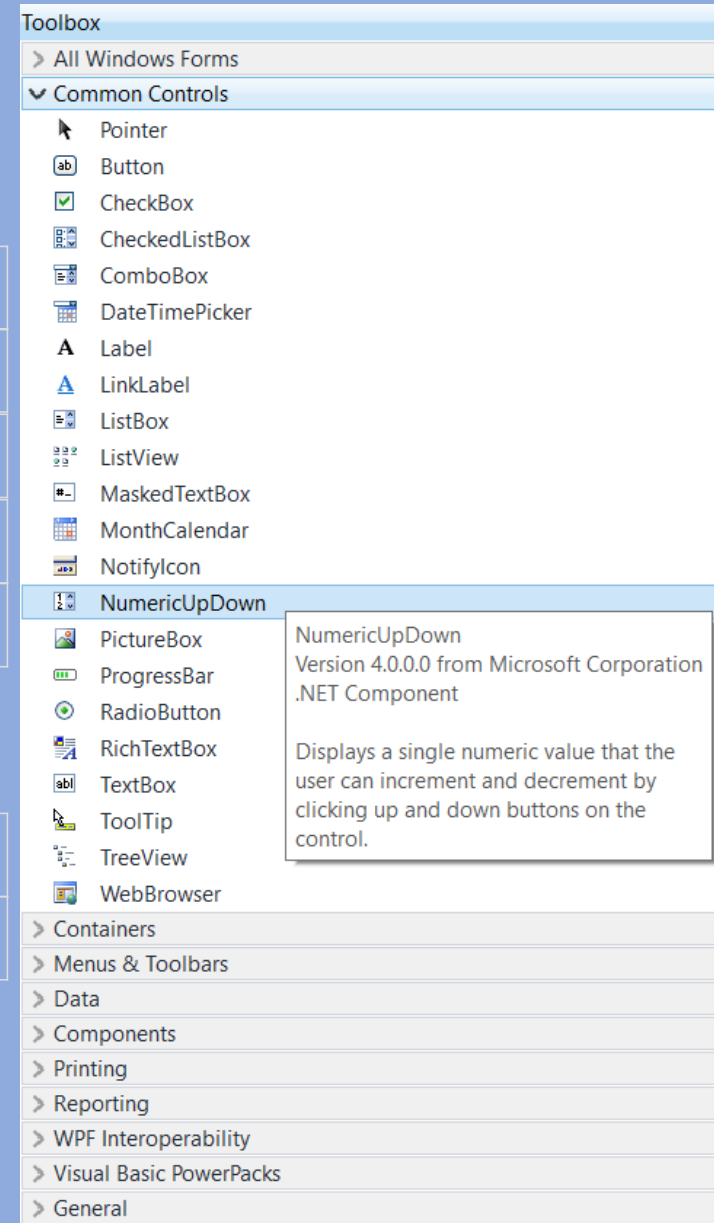 Toolbox
All Windows Forms
Common Controls
Pointer
Button
CheckBox
CheckedListBox
ComboBox
DateTimePicker
Label
LinkLabel
ListBox
ListView
MaskedTextBox
MonthCalendar
NotifyIcon
NumericUpDown
PictureBox
ProgressBar
RadioButton
RichTextBox
TextBox
ToolTip
TreeView
WebBrowser
NumericUpDown
Version 4.0.0.0 from Microsoft Corporation
.NET Component
Displays a single numeric value that the
user can increment and decrement by
clicking up and down buttons on the
control.
Containers
Menus & Toolbars
Data
Components
Printing
Reporting
WPF Interoperability
Visual Basic PowerPacks
General